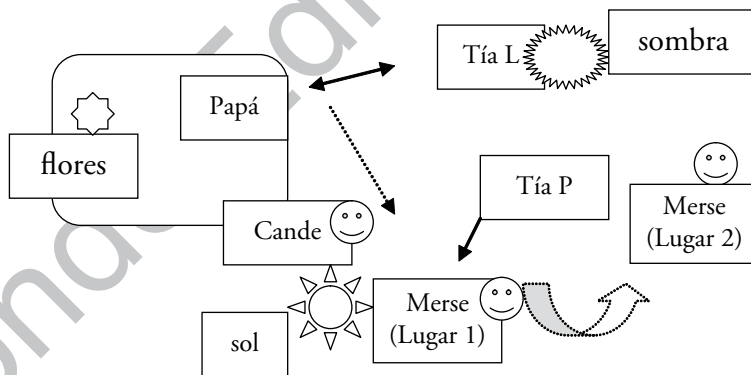 Tía L
sombra
Papá
flores
Tía P
Merse
(Lugar 2)
Cande
Merse
(Lugar 1)
sol